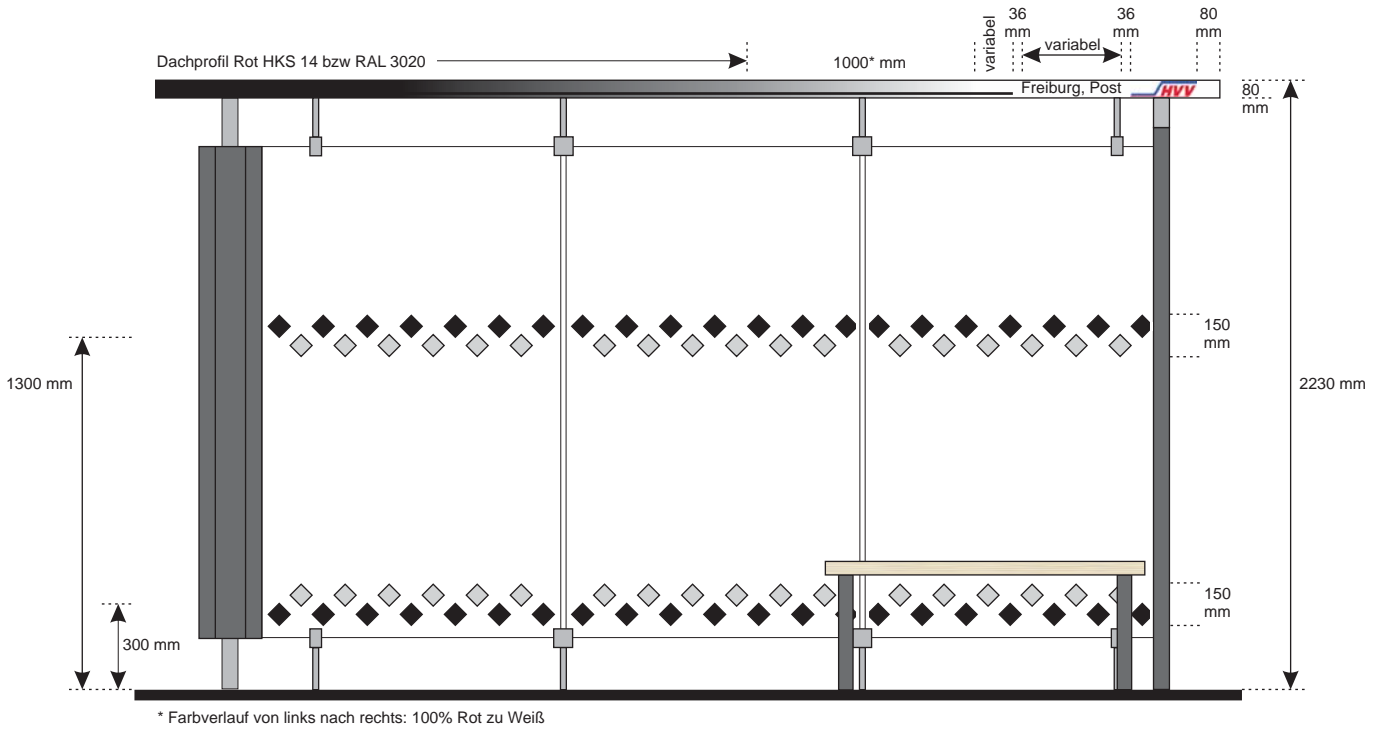 variabel
36
mm
variabel
36
mm
80
mm
Dachprofil Rot HKS 14 bzw RAL 3020
1000* mm
Freiburg, Post
HVV
80
mm
150
mm
1300 mm
2230 mm
150
mm
300 mm
* Farbverlauf von links nach rechts: 100% Rot zu Weiß